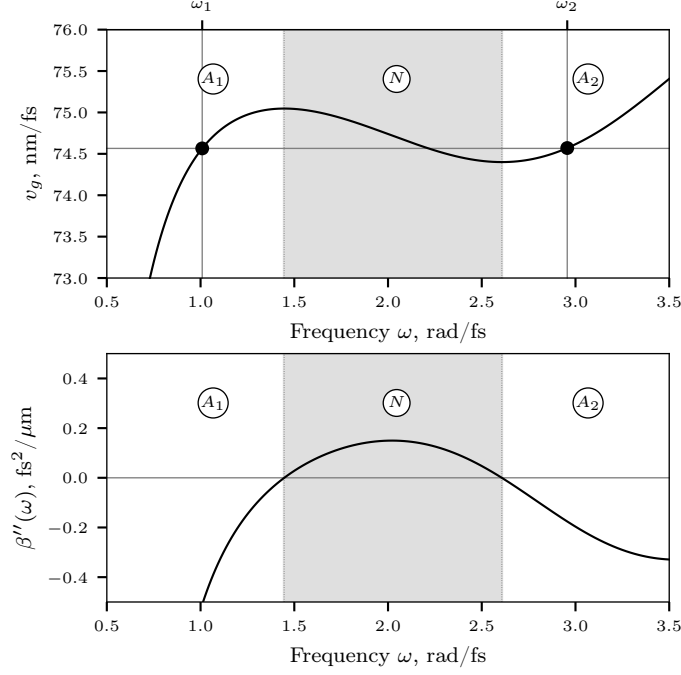 ω₁ ω₂
76.0
75.5
75.0
74.5
74.0
73.5
73.0
v_g, nm/fs
A₁ N A₂
0.5 1.0 1.5 2.0 2.5 3.0 3.5
Frequency ω, rad/fs
0.4
0.2
0.0
−0.2
−0.4
β′′(ω), fs²/μm
A₁ N A₂
0.5 1.0 1.5 2.0 2.5 3.0 3.5
Frequency ω, rad/fs